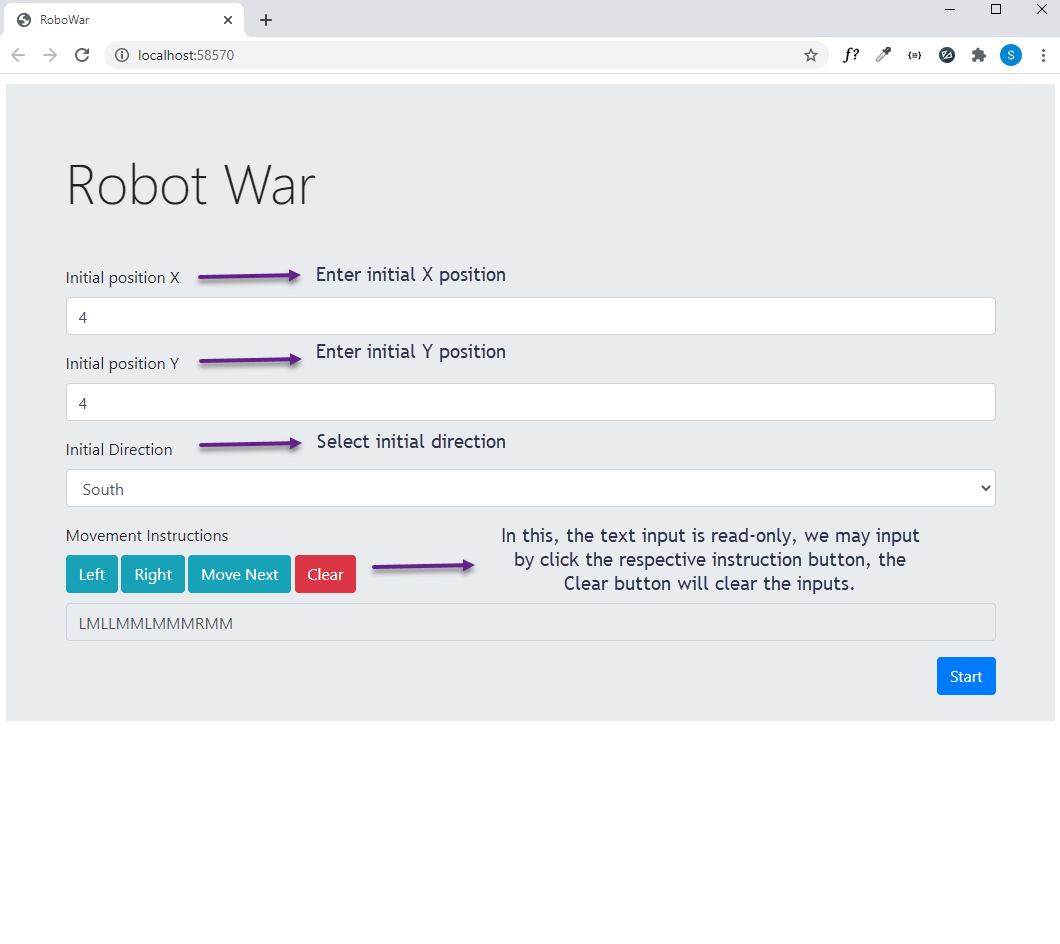 RoboWar
localhost:58570
f?
{≡}
S
Robot War
Initial position X
Enter initial X position
4
Initial position Y
Enter initial Y position
4
Initial Direction
Select initial direction
South
Movement Instructions
In this, the text input is read-only, we may input
by click the respective instruction button, the
Clear button will clear the inputs.
Left Right Move Next Clear
LMLLMMLMMMRMM
Start